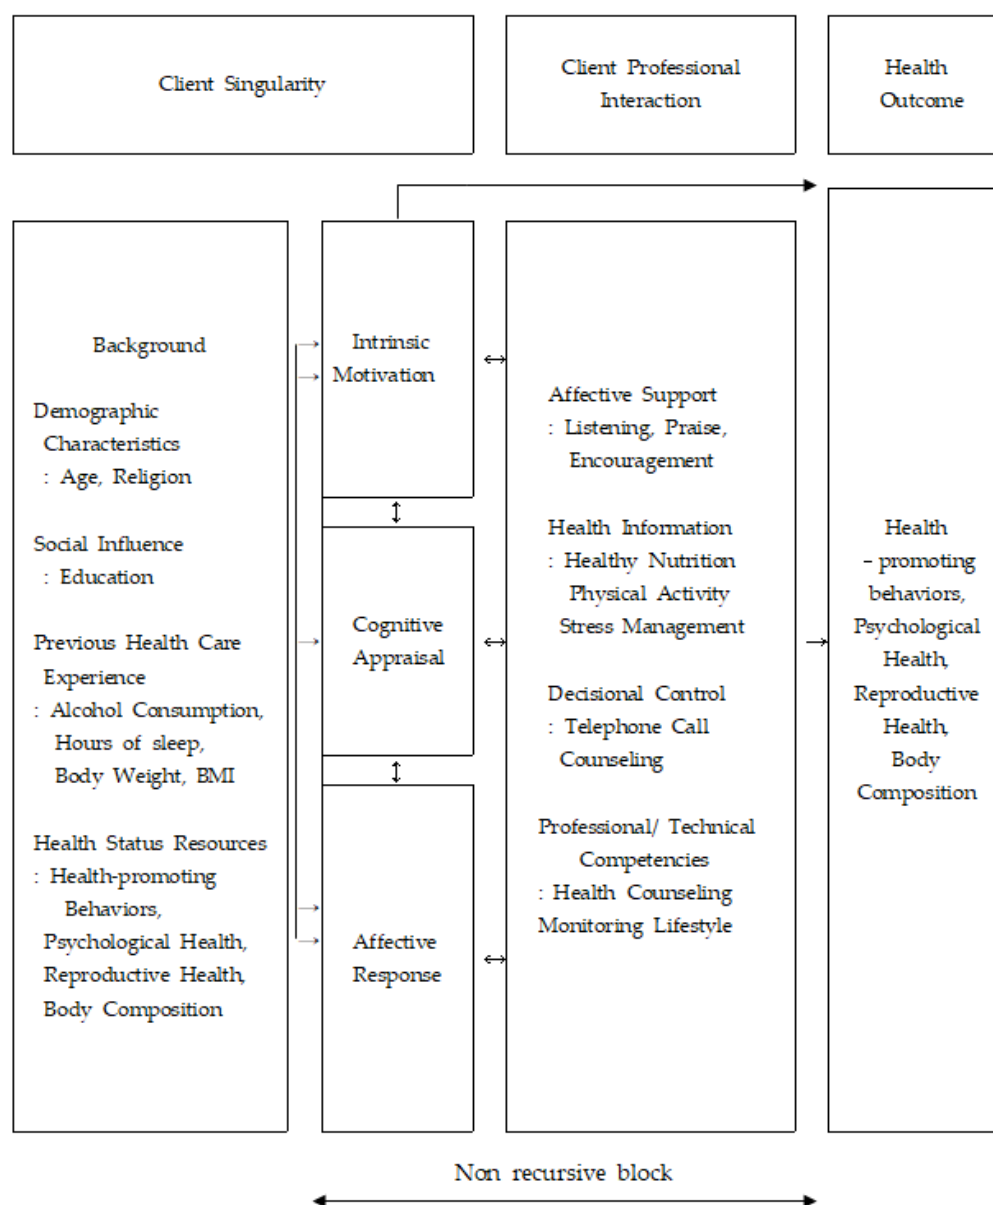 Client Singularity
Client Professional
Interaction
Health
Outcome
Background
Demographic
Characteristics
: Age, Religion
Social Influence
: Education
Previous Health Care
Experience
: Alcohol Consumption,
Hours of sleep,
Body Weight, BMI
Health Status Resources
: Health-promoting
Behaviors,
Psychological Health,
Reproductive Health,
Body Composition
Intrinsic
Motivation
Cognitive
Appraisal
Affective
Response
Affective Support
: Listening, Praise,
Encouragement
Health Information
: Healthy Nutrition
Physical Activity
Stress Management
Decisional Control
: Telephone Call
Counseling
Professional/ Technical
Competencies
: Health Counseling
Monitoring Lifestyle
Health
– promoting
behaviors,
Psychological
Health,
Reproductive
Health,
Body
Composition
Non recursive block